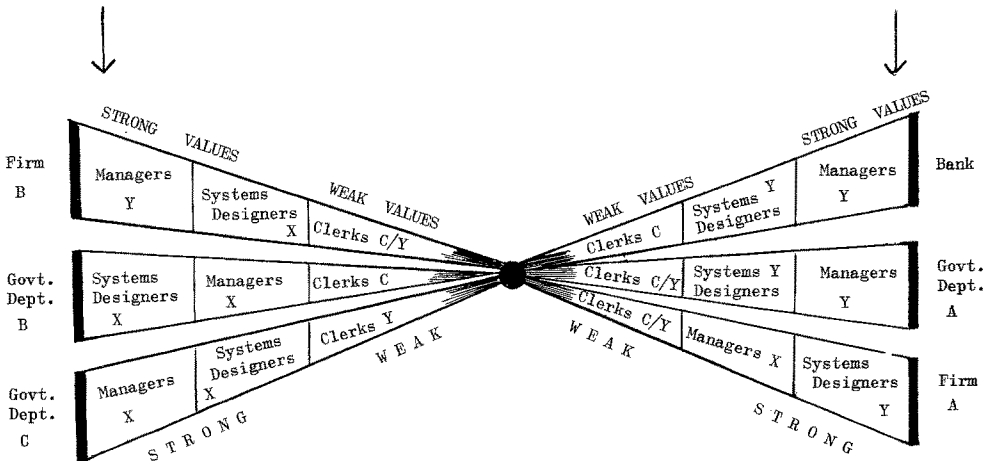 STRONG VALUES
WEAK VALUES
Firm
B
Managers
Y
Systems
Designers
X
Clerks C/Y
Govt.
Dept.
B
Systems
Designers
X
Managers
X
Clerks C
Govt.
Dept.
C
Managers
X
Systems
Designers
X
Clerks Y
STRONG
WEAK
STRONG VALUES
WEAK VALUES
Clerks C
Systems Y
Designers
Managers
Y
Bank
Clerks C/Y
Systems Y
Designers
Managers
Y
Govt.
Dept.
A
Clerks C/Y
Managers X
Systems
Designers
Y
Firm
A
WEAK
STRONG